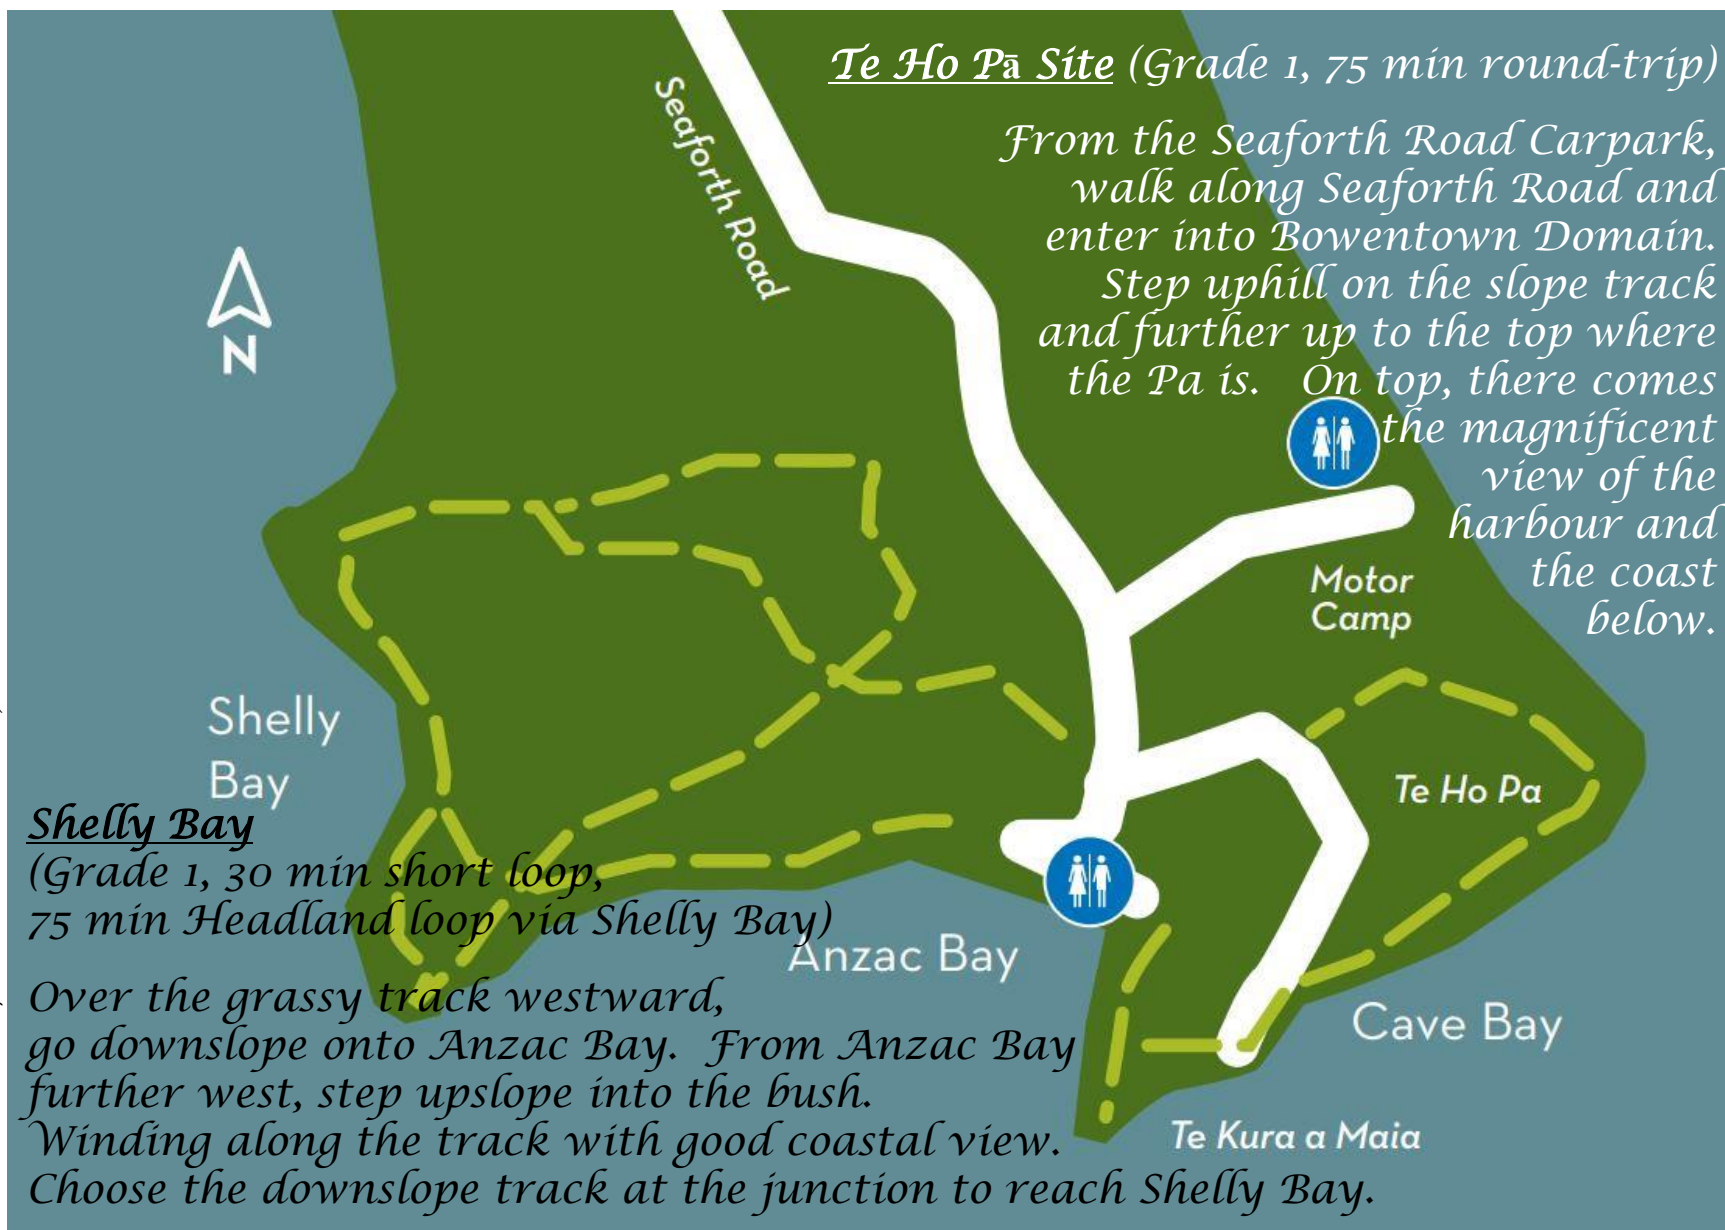 Te Ho Pā Site (Grade 1, 75 min round-trip)
From the Seaforth Road Carpark,
walk along Seaforth Road and
enter into Bowentown Domain.
Step uphill on the slope track
and further up to the top where
the Pa is. On top, there comes
the magnificent
view of the
harbour and
the coast
below.
Seaforth Road
N
Motor
Camp
Te Ho Pa
Shelly
Bay
Shelly Bay
(Grade 1, 30 min short loop,
75 min Headland loop via Shelly Bay)
Anzac Bay
Cave Bay
Te Kura a Maia
Over the grassy track westward,
go downslope onto Anzac Bay. From Anzac Bay
further west, step upslope into the bush.
Winding along the track with good coastal view.
Choose the downslope track at the junction to reach Shelly Bay.